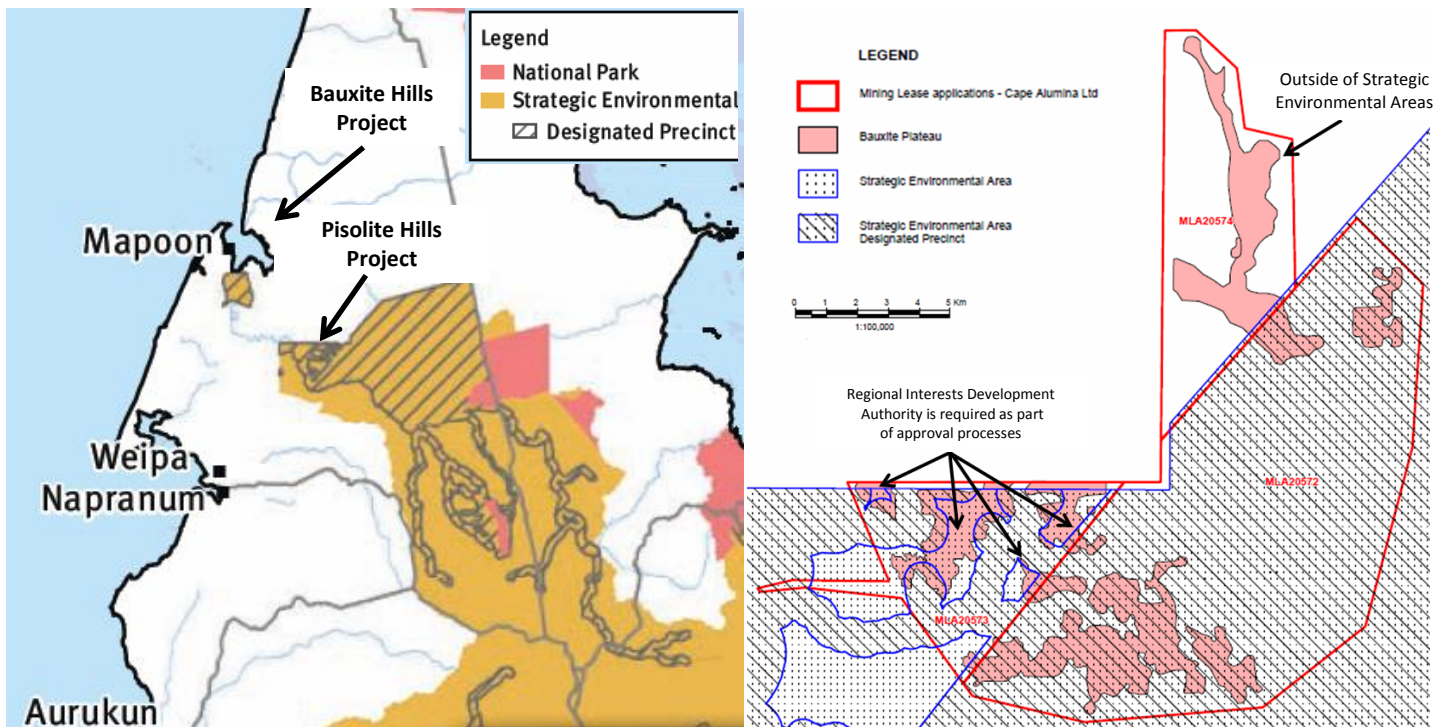 Legend
National Park
Strategic Environmental
Designated Precinct
Bauxite Hills
Project
Pisolite Hills
Project
Mapoon
Weipa
Napranum
Aurukun
LEGEND
Mining Lease applications - Cape Alumina Ltd
Bauxite Plateau
Strategic Environmental Area
Strategic Environmental Area
Designated Precinct
0 1 2 3 4 5 Km
1:100,000
Outside of Strategic
Environmental Areas
MLA20574
Regional Interests Development
Authority is required as part
of approval processes
MLA20572
MLA20573